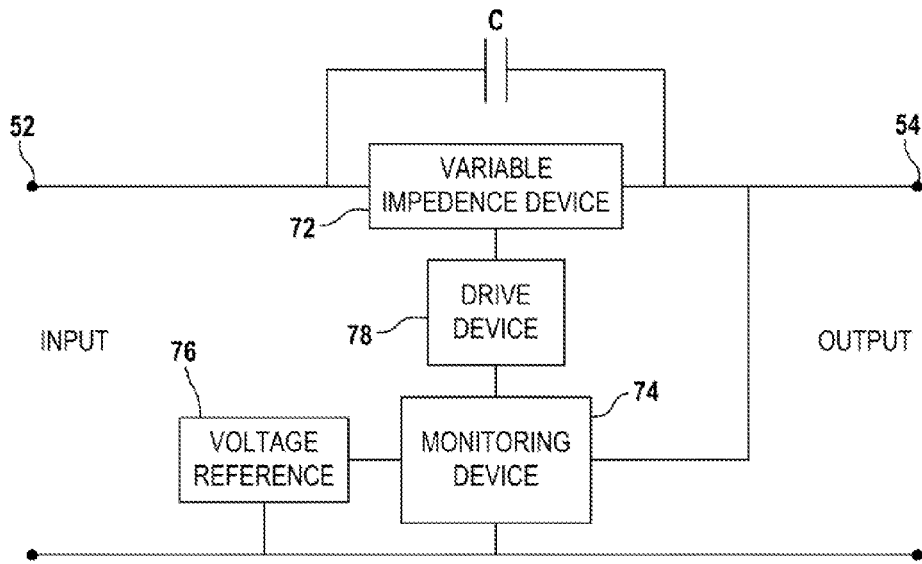 C
52
54
VARIABLE
IMPEDENCE DEVICE
72
DRIVE
DEVICE
78
INPUT
OUTPUT
76
74
VOLTAGE
REFERENCE
MONITORING
DEVICE